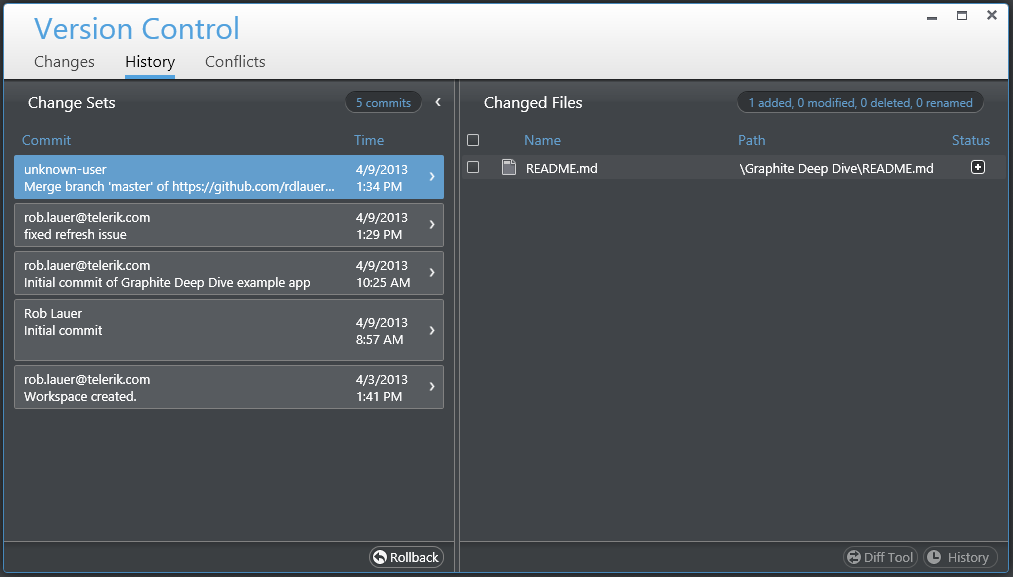 Version Control
Changes History Conflicts
Change Sets 5 commits
Commit Time
unknown-user 4/9/2013
Merge branch 'master' of https://github.com/rdlauer... 1:34 PM
rob.lauer@telerik.com 4/9/2013
fixed refresh issue 1:29 PM
rob.lauer@telerik.com 4/9/2013
Initial commit of Graphite Deep Dive example app 10:25 AM
Rob Lauer
Initial commit
4/9/2013
8:57 AM
rob.lauer@telerik.com 4/3/2013
Workspace created. 1:41 PM
Rollback
Changed Files 1 added, 0 modified, 0 deleted, 0 renamed
Name Path Status
README.md \Graphite Deep Dive\README.md
Diff Tool History